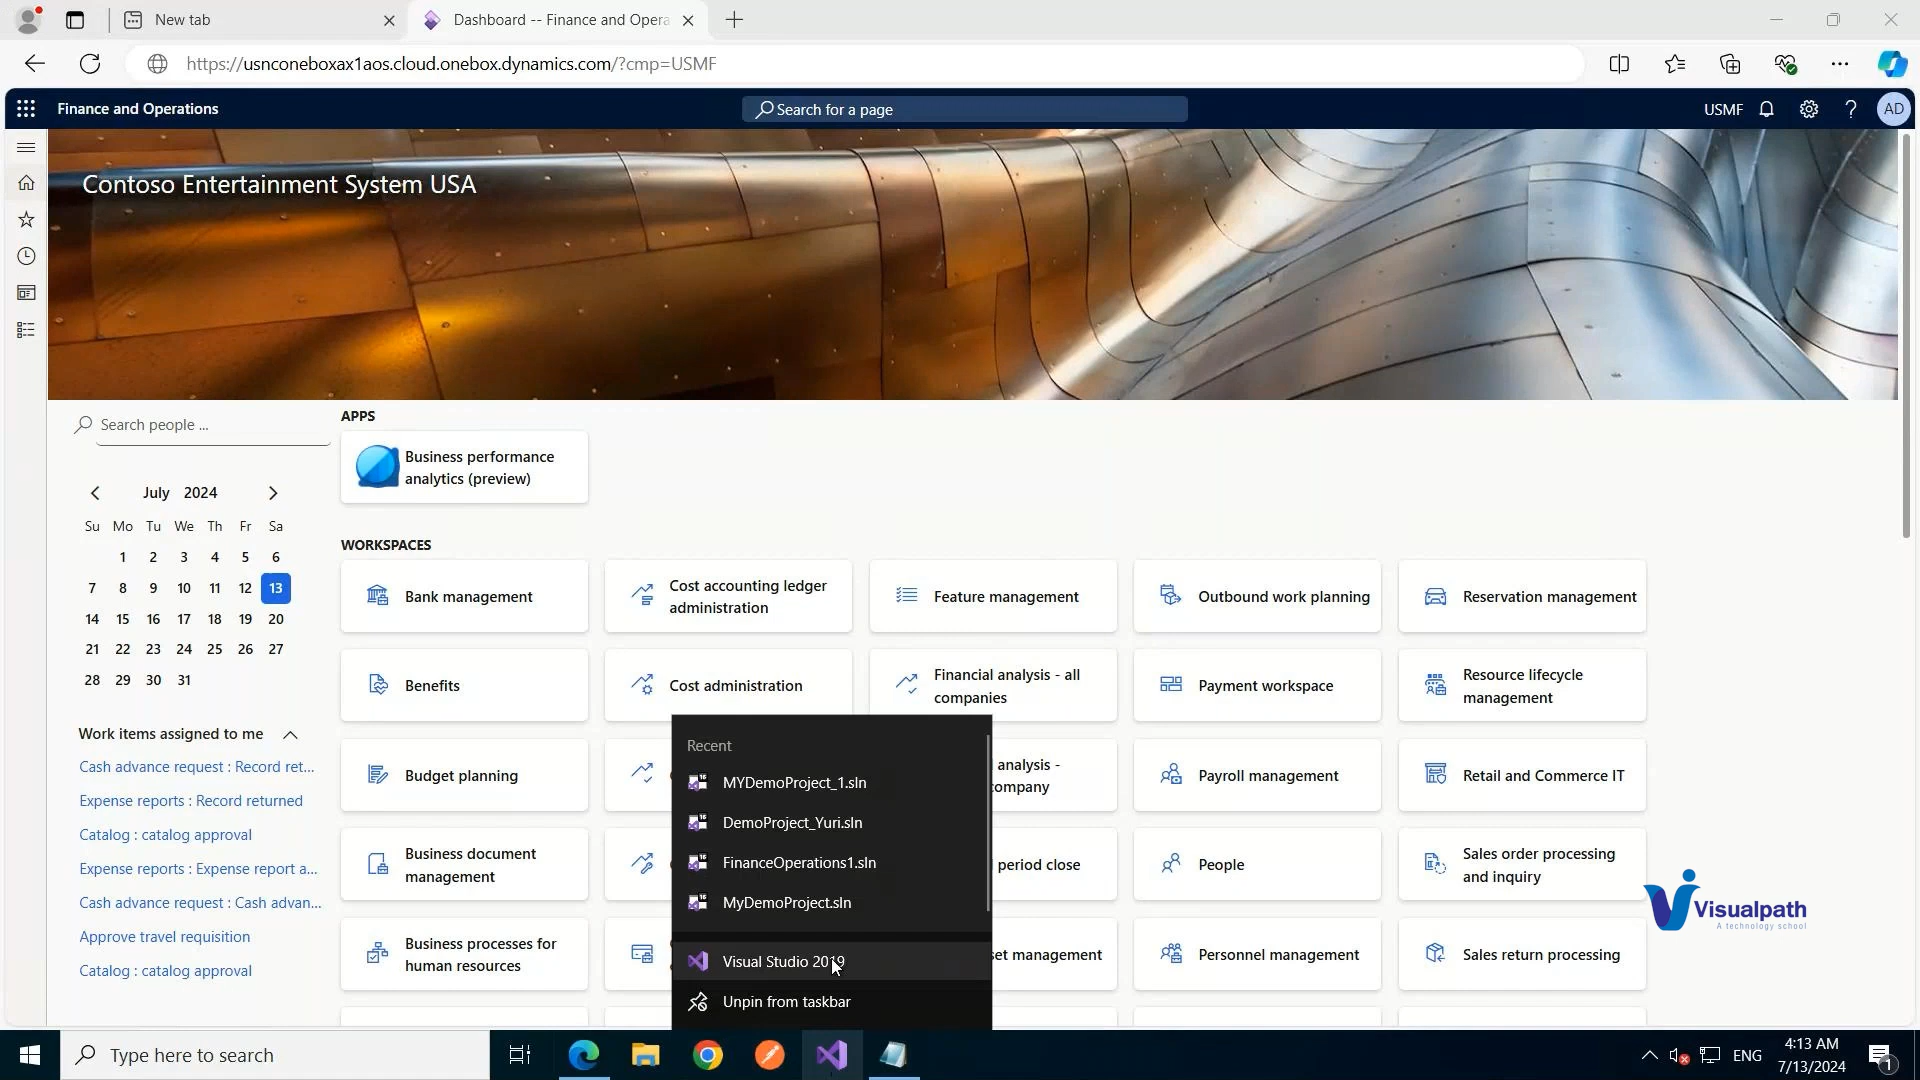 New tab
Dashboard -- Finance and Opera
https://usnconeboxax1aos.cloud.onebox.dynamics.com/?cmp=USMF
Finance and Operations
Search for a page
USMF
AD
Contoso Entertainment System USA
Search people ...
July 2024
Su Mo Tu We Th Fr Sa
1 2 3 4 5 6
7 8 9 10 11 12 13
14 15 16 17 18 19 20
21 22 23 24 25 26 27
28 29 30 31
Work items assigned to me
Cash advance request : Record ret...
Expense reports : Record returned
Catalog : catalog approval
Expense reports : Expense report a...
Cash advance request : Cash advan...
Approve travel requisition
Catalog : catalog approval
APPS
Business performance
analytics (preview)
WORKSPACES
Bank management
Cost accounting ledger
administration
Feature management
Outbound work planning
Reservation management
Benefits
Cost administration
Financial analysis - all
companies
Payment workspace
Resource lifecycle
management
Budget planning
analysis -
ompany
Payroll management
Retail and Commerce IT
Business document
management
period close
People
Sales order processing
and inquiry
Business processes for
human resources
set management
Personnel management
Sales return processing
Recent
MYDemoProject_1.sln
DemoProject_Yuri.sln
FinanceOperations1.sln
MyDemoProject.sln
Visual Studio 2019
Unpin from taskbar
Visualpath
A technology school
Type here to search
ENG
4:13 AM
7/13/2024
1